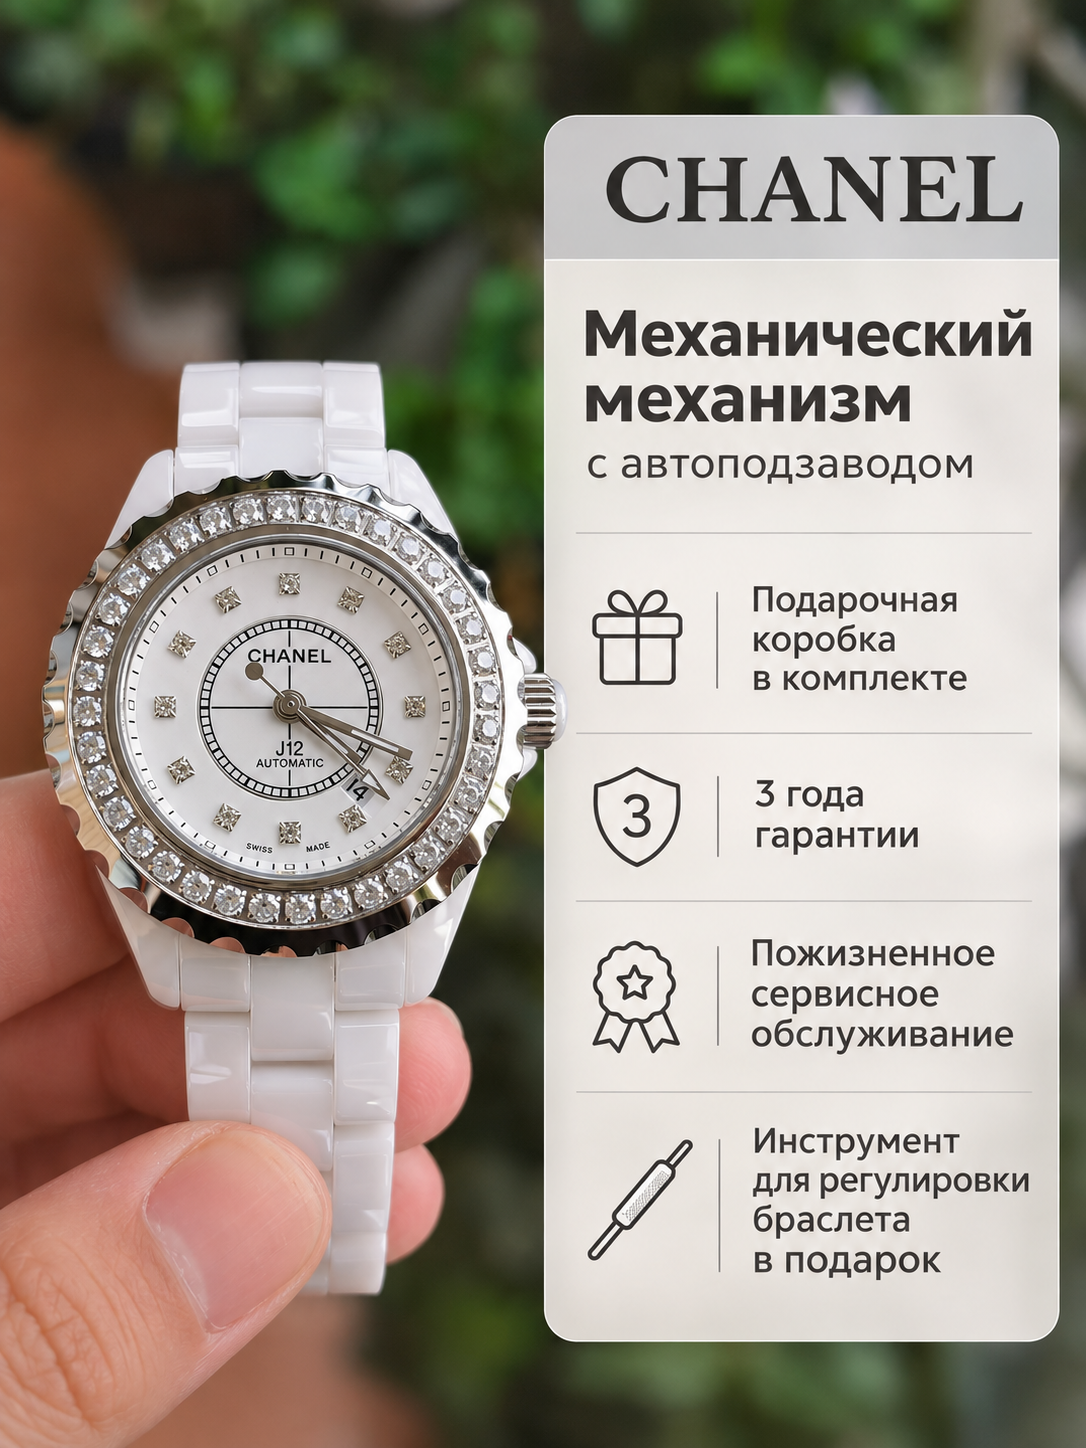 CHANEL
Механический
механизм
с автоподзаводом
Подарочная
коробка
в комплекте
3
3 года
гарантии
Пожизненное
сервисное
обслуживание
Инструмент
для регулировки
браслета
в подарок
CHANEL
J12
AUTOMATIC
4
SWISS MADE